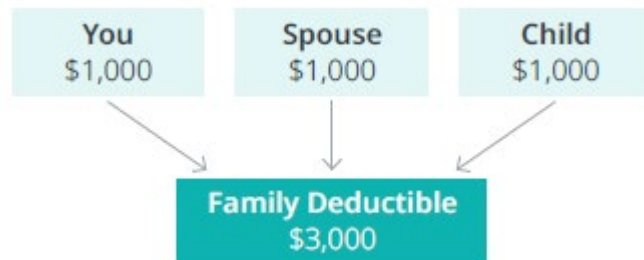 You
$1,000
Spouse
$1,000
Child
$1,000
Family Deductible
$3,000